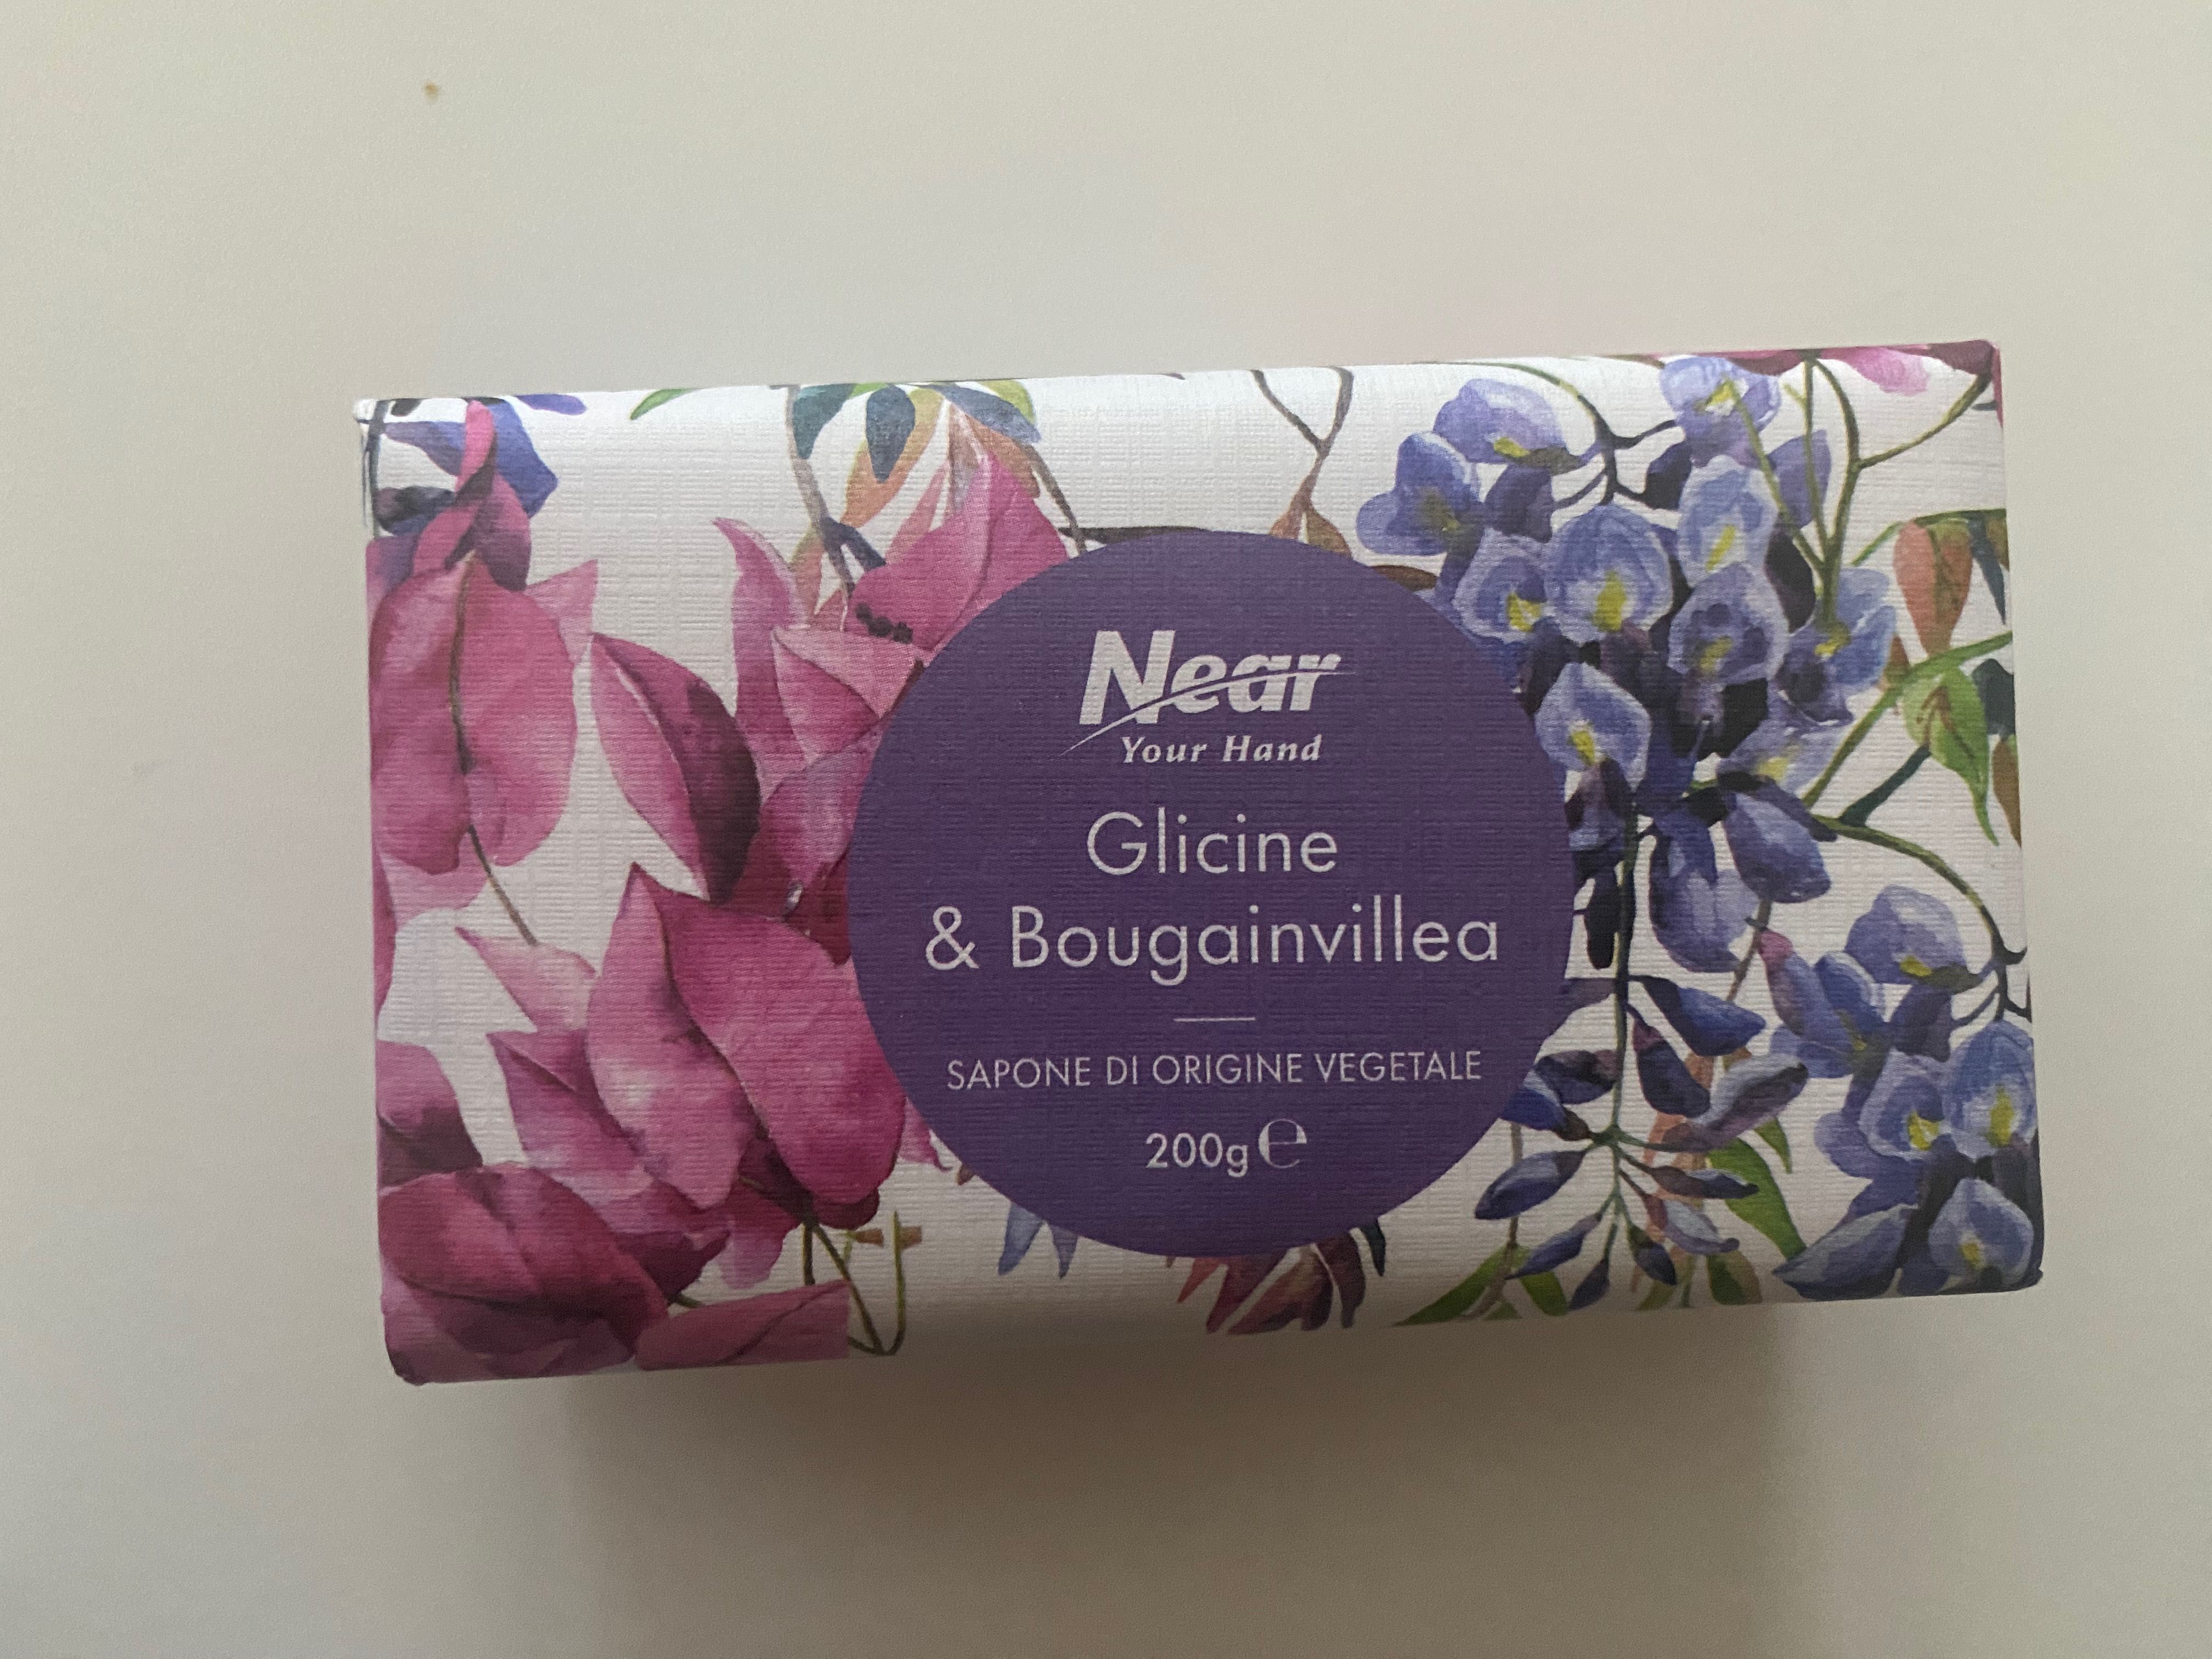 Near
Your Hand
Glicine
& Bougainvillea
SAPONE DI ORIGINE VEGETALE
200g ℮